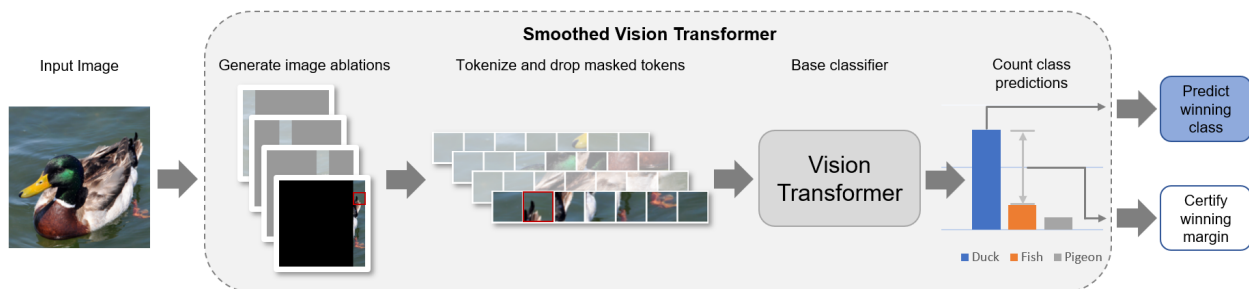 Smoothed Vision Transformer
Input Image
Generate image ablations
Tokenize and drop masked tokens
Base classifier
Count class
predictions
Vision
Transformer
Duck
Fish
Pigeon
Predict
winning
class
Certify
winning
margin